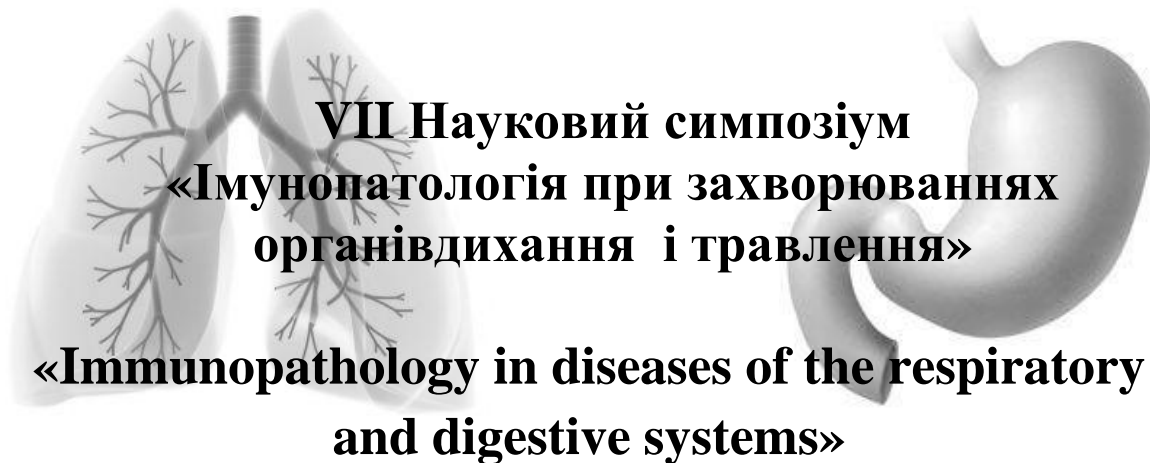 VII Науковий симпозіум
«Імунопатологія при захворюваннях
органівдихання і травлення»
«Immunopathology in diseases of the respiratory
and digestive systems»